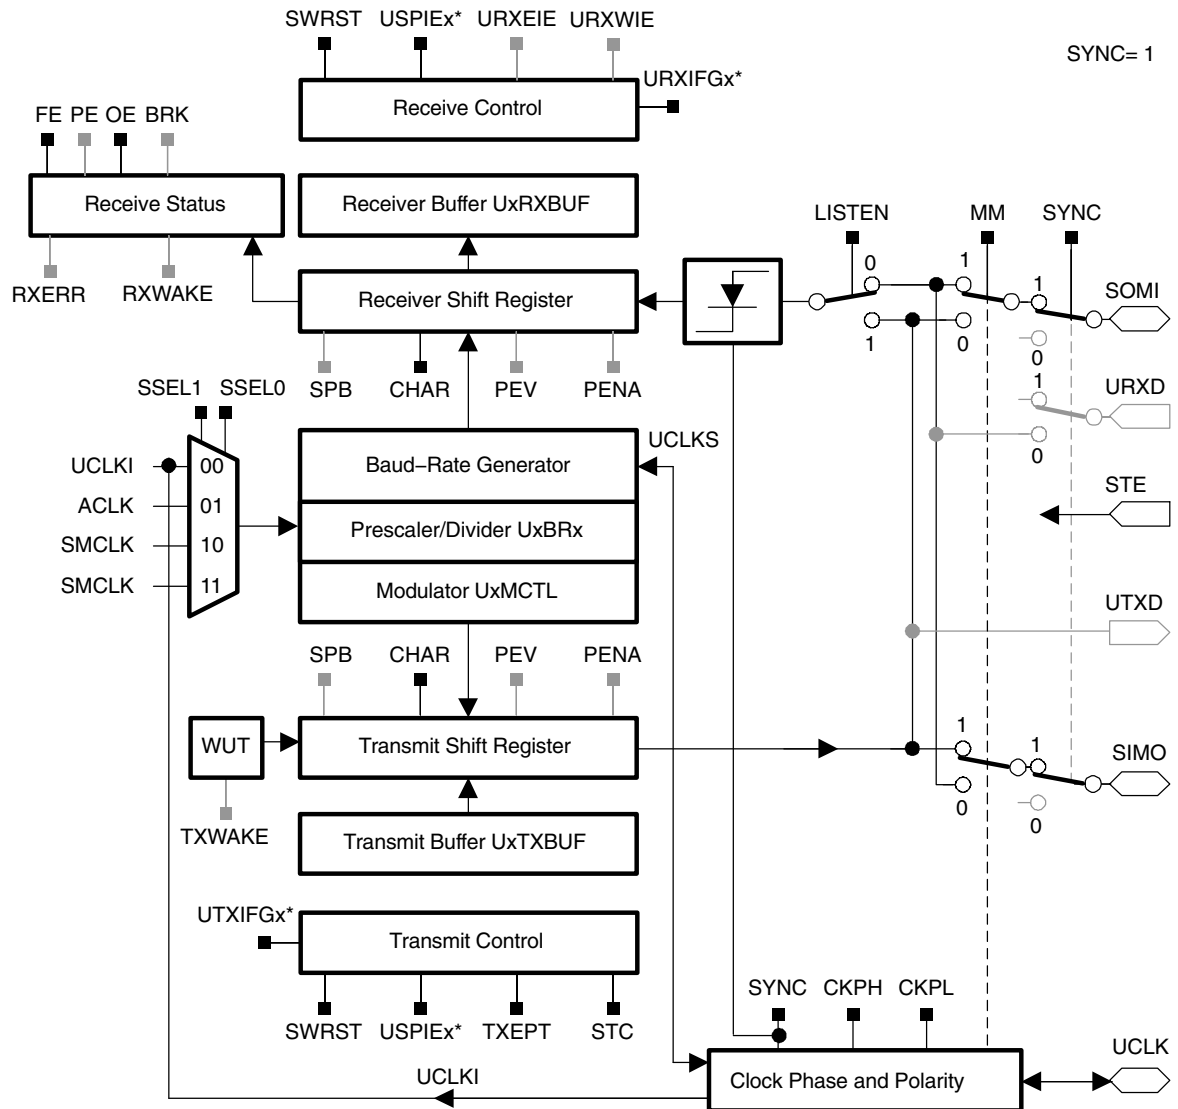 SWRST USPIEx* URXEIE URXWIE
SYNC= 1
URXIFGx*
Receive Control
FE PE OE BRK
Receive Status
Receiver Buffer UxRXBUF
LISTEN MM SYNC
RXERR RXWAKE
Receiver Shift Register
0 1 1 SOMI
1 0 0
SPB CHAR PEV PENA
SSEL1 SSEL0
1 URXD
0
UCLKS
UCLKI 00
ACLK 01
SMCLK 10
SMCLK 11
Baud−Rate Generator
Prescaler/Divider UxBRx
Modulator UxMCTL
STE
UTXD
SPB CHAR PEV PENA
WUT
Transmit Shift Register
1 1 SIMO
0 0
TXWAKE
Transmit Buffer UxTXBUF
UTXIFGx*
Transmit Control
SWRST USPIEx* TXEPT STC
SYNC CKPH CKPL
UCLKI
Clock Phase and Polarity
UCLK